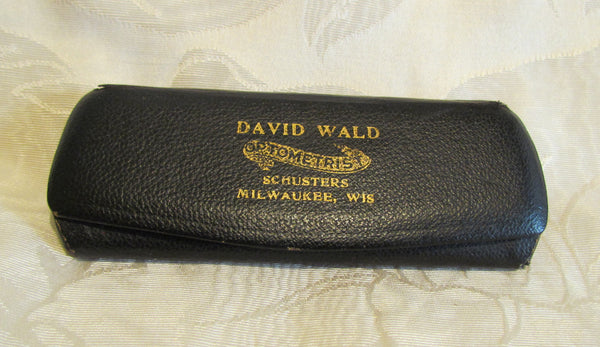 DAVID WALD
OPTOMETRIST
SCHUSTERS
MILWAUKEE, WIS